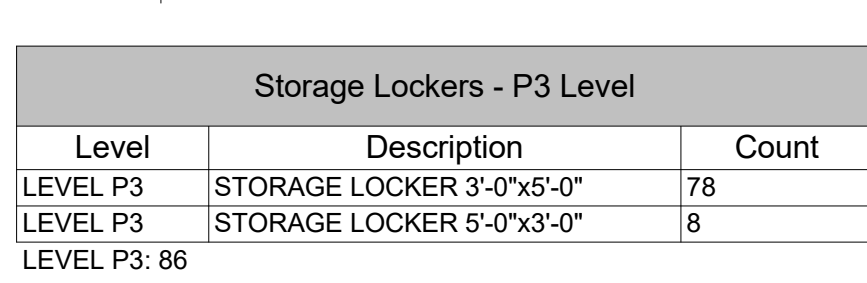 Storage Lockers - P3 Level
Level Description Count
LEVEL P3 STORAGE LOCKER 3'-0"x5'-0" 78
LEVEL P3 STORAGE LOCKER 5'-0"x3'-0" 8
LEVEL P3: 86